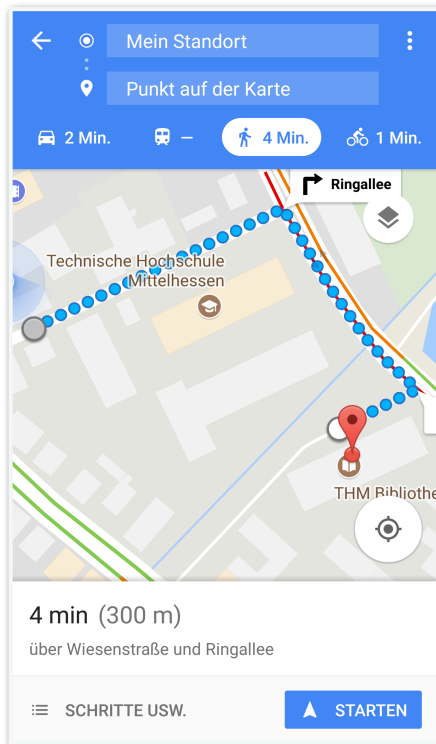 Mein Standort
Punkt auf der Karte
2 Min.
–
4 Min.
1 Min.
Ringallee
Technische Hochschule
Mittelhessen
THM Bibliothe
4 min (300 m)
über Wiesenstraße und Ringallee
SCHRITTE USW.
STARTEN